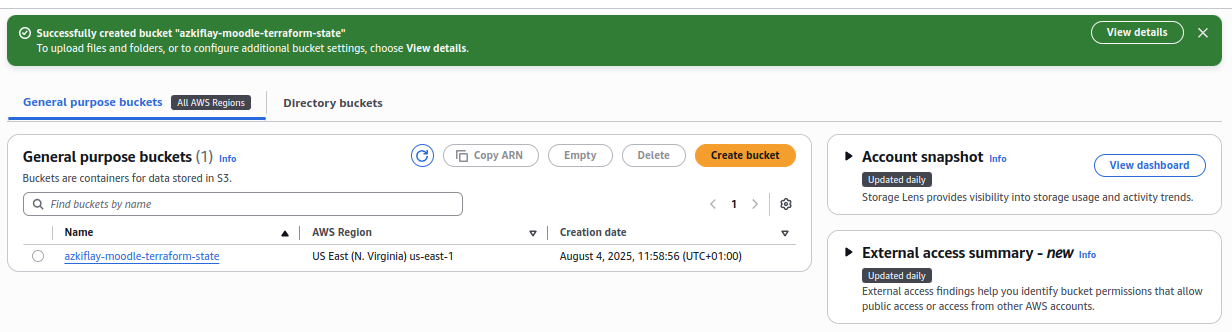 Successfully created bucket "azkiflay-moodle-terraform-state"
To upload files and folders, or to configure additional bucket settings, choose View details.
View details
General purpose buckets All AWS Regions
Directory buckets
General purpose buckets (1) Info
Copy ARN
Empty
Delete
Create bucket
Buckets are containers for data stored in S3.
Find buckets by name
1
Name AWS Region Creation date
azkiflay-moodle-terraform-state US East (N. Virginia) us-east-1 August 4, 2025, 11:58:56 (UTC+01:00)
Account snapshot Info
View dashboard
Updated daily
Storage Lens provides visibility into storage usage and activity trends.
External access summary - new Info
Updated daily
External access findings help you identify bucket permissions that allow
public access or access from other AWS accounts.